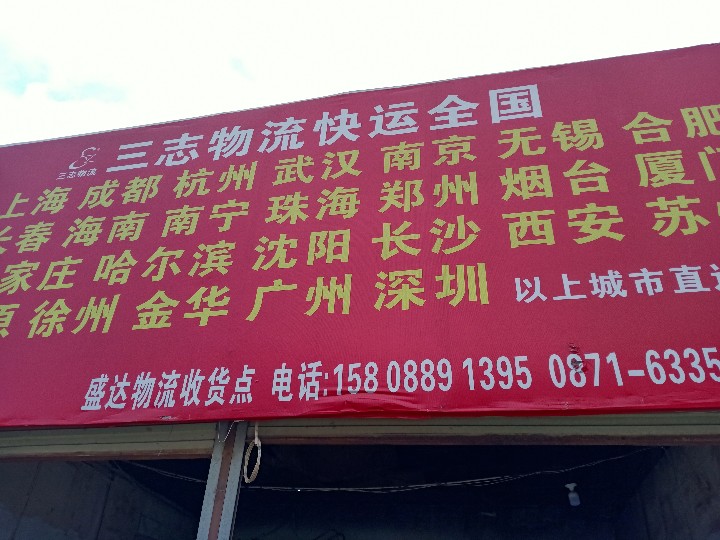 三志物流快运全国
三志物流
上海 成都 杭州 武汉 南京 无锡 合肥
长春 海南 南宁 珠海 郑州 烟台 厦门
家庄 哈尔滨 沈阳 长沙 西安 苏
原 徐州 金华 广州 深圳 以上城市直
盛达物流收货点 电话:158 0889 1395 0871-6335